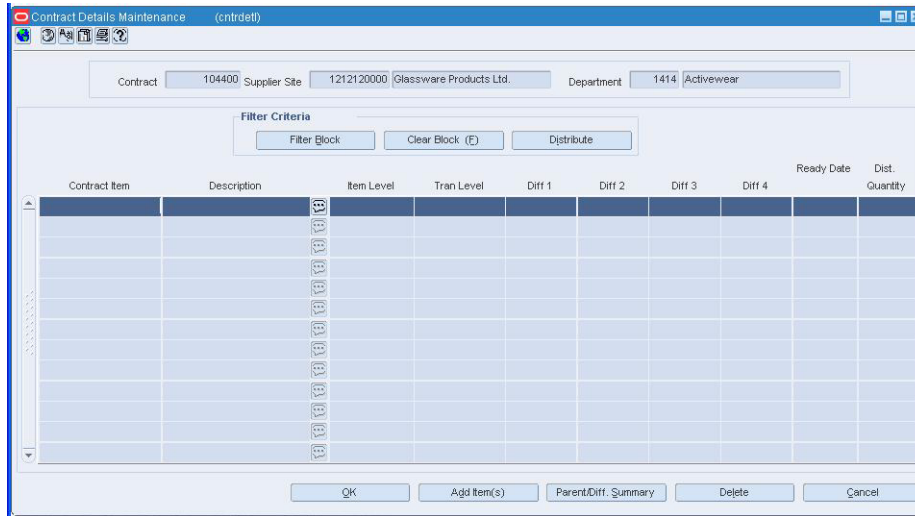 Contract Details Maintenance (cntrdetl)
Contract 104400 Supplier Site 1212120000 Glassware Products Ltd. Department 1414 Activewear
Filter Criteria
Filter Block Clear Block (F) Distribute
Ready Date Dist.
Contract Item Description Item Level Tran Level Diff 1 Diff 2 Diff 3 Diff 4 Quantity
OK Add Item(s) Parent/Diff. Summary Delete Cancel